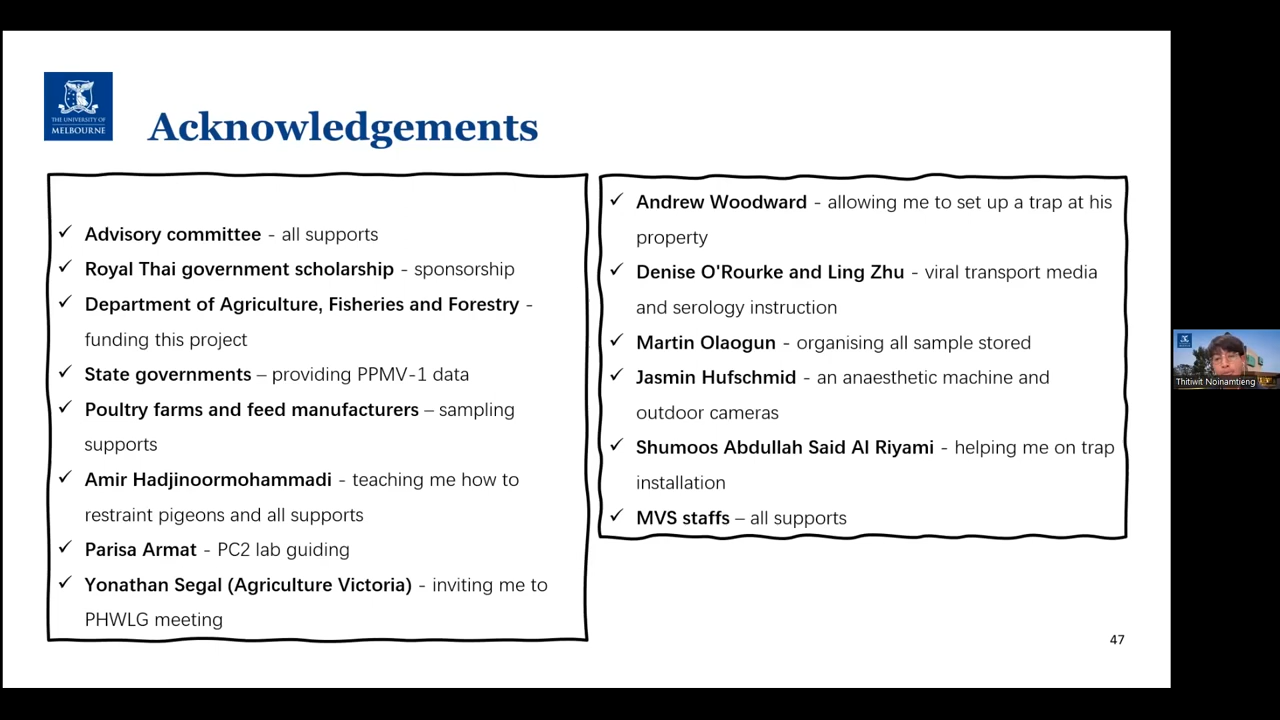 THE UNIVERSITY OF
MELBOURNE
Acknowledgements
✓ Advisory committee - all supports
✓ Royal Thai government scholarship - sponsorship
✓ Department of Agriculture, Fisheries and Forestry -
funding this project
✓ State governments – providing PPMV-1 data
✓ Poultry farms and feed manufacturers – sampling
supports
✓ Amir Hadjinoormohammadi - teaching me how to
restraint pigeons and all supports
✓ Parisa Armat - PC2 lab guiding
✓ Yonathan Segal (Agriculture Victoria) - inviting me to
PHWLG meeting
✓ Andrew Woodward - allowing me to set up a trap at his
property
✓ Denise O'Rourke and Ling Zhu - viral transport media
and serology instruction
✓ Martin Olaogun - organising all sample stored
✓ Jasmin Hufschmid - an anaesthetic machine and
outdoor cameras
✓ Shumoos Abdullah Said Al Riyami - helping me on trap
installation
✓ MVS staffs – all supports
47
Thitiwit Noinamtieng